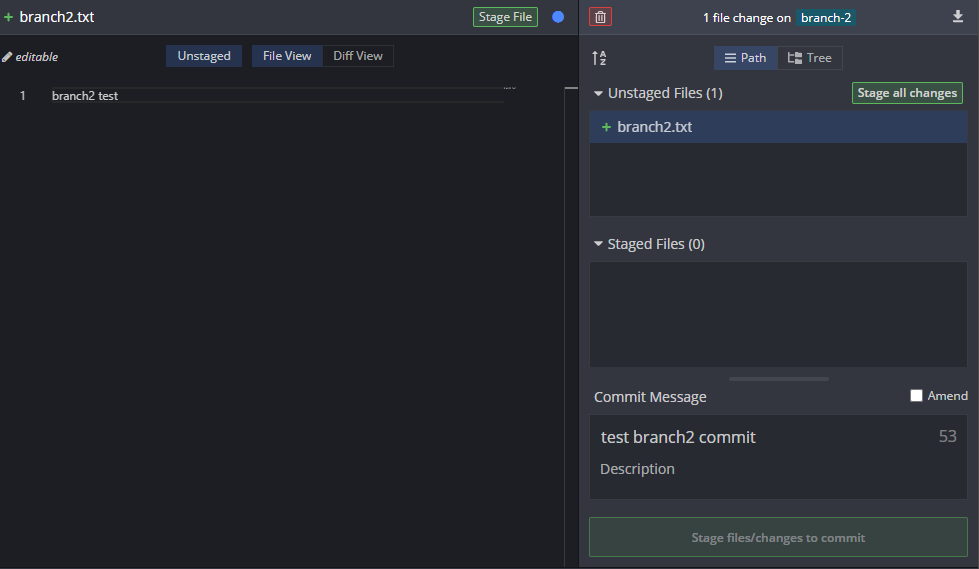 + branch2.txt
Stage File
editable
Unstaged
File View
Diff View
1 branch2 test
1 file change on branch-2
Path
Tree
Unstaged Files (1)
Stage all changes
+ branch2.txt
Staged Files (0)
Commit Message
Amend
test branch2 commit
53
Description
Stage files/changes to commit